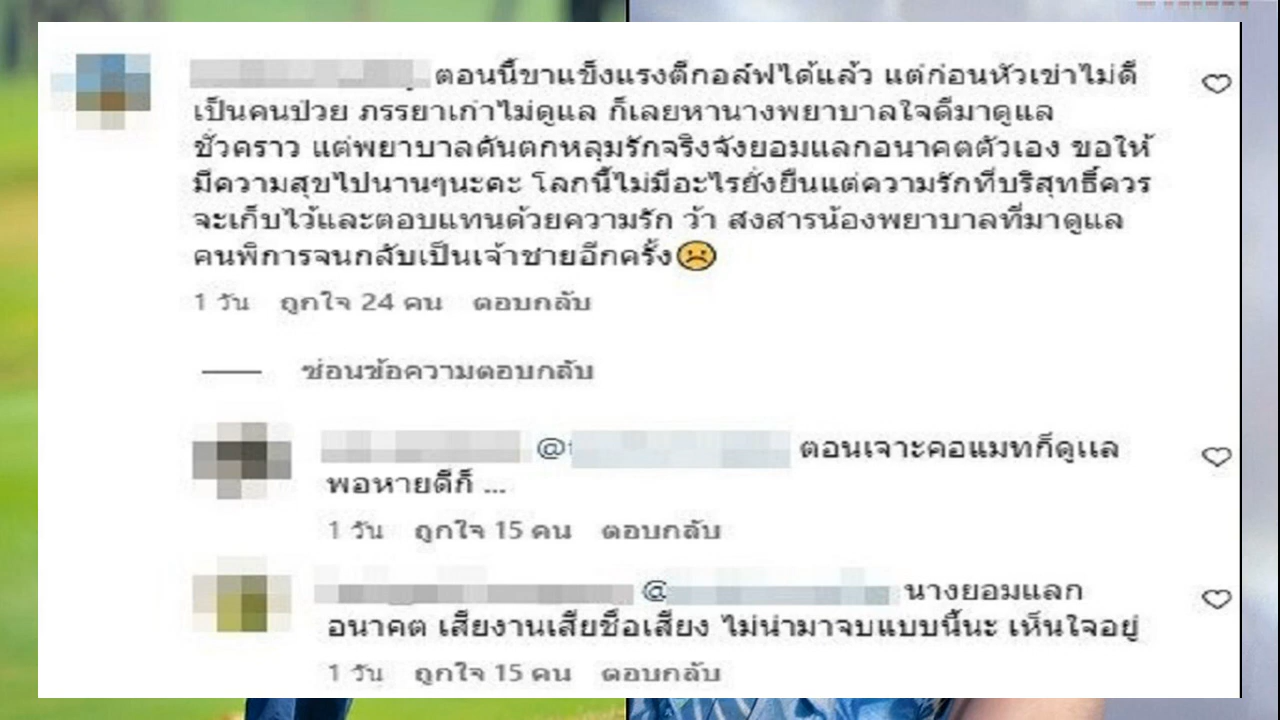 ตอนนี้ขาแข็งแรงตีกอล์ฟได้แล้ว แต่ก่อนหัวเข่าไม่ดี
เป็นคนป่วย ภรรยาเก่าไม่ดูแล ก็เลยหานางพยาบาลใจดีมาดูแล
ชั่วคราว แต่พยาบาลดันตกหลุมรักจริงจังยอมแลกอนาคตตัวเอง ขอให้
มีความสุขไปนานๆนะคะ โลกนี้ไม่มีอะไรยั่งยืนแต่ความรักที่บริสุทธิ์ควร
จะเก็บไว้และตอบแทนด้วยความรัก ว้า สงสารน้องพยาบาลที่มาดูแล
คนพิการจนกลับเป็นเจ้าชายอีกครั้ง☹️
1 วัน ถูกใจ 24 คน ตอบกลับ
ซ่อนข้อความตอบกลับ
@ ตอนเจาะคอแมทก็ดูแล
พอหายดีก็ ...
1 วัน ถูกใจ 15 คน ตอบกลับ
@ นางยอมแลก
อนาคต เสียงานเสียชื่อเสียง ไม่น่ามาจบแบบนี้นะ เห็นใจอยู่
1 วัน ถูกใจ 15 คน ตอบกลับ